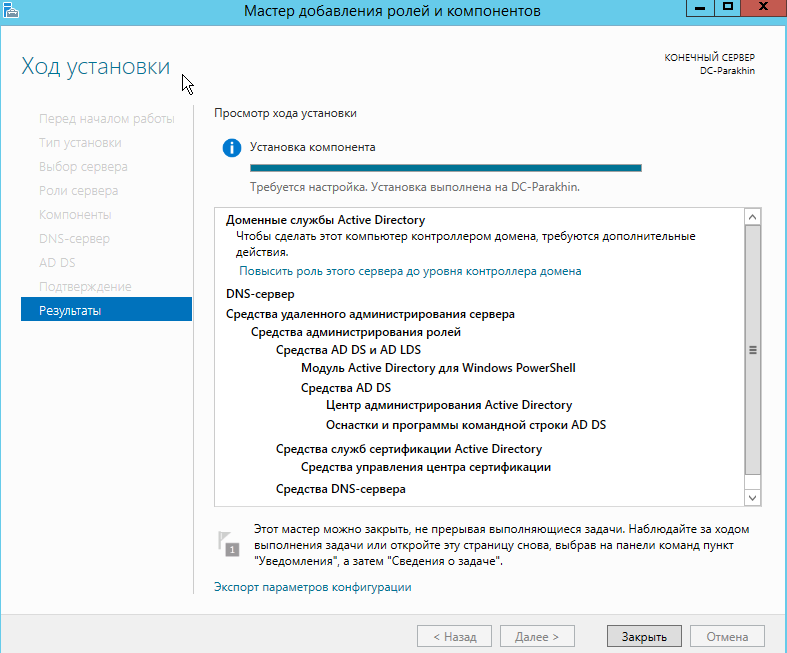 Мастер добавления ролей и компонентов
Ход установки
КОНЕЧНЫЙ СЕРВЕР
DC-Parakhin
Перед началом работы
Тип установки
Выбор сервера
Роли сервера
Компоненты
DNS-сервер
AD DS
Подтверждение
Результаты
Просмотр хода установки
Установка компонента
Требуется настройка. Установка выполнена на DC-Parakhin.
Доменные службы Active Directory
Чтобы сделать этот компьютер контроллером домена, требуются дополнительные
действия.
Повысить роль этого сервера до уровня контроллера домена
DNS-сервер
Средства удаленного администрирования сервера
Средства администрирования ролей
Средства AD DS и AD LDS
Модуль Active Directory для Windows PowerShell
Средства AD DS
Центр администрирования Active Directory
Оснастки и программы командной строки AD DS
Средства служб сертификации Active Directory
Средства управления центра сертификации
Средства DNS-сервера
1
Этот мастер можно закрыть, не прерывая выполняющиеся задачи. Наблюдайте за ходом
выполнения задачи или откройте эту страницу снова, выбрав на панели команд пункт
"Уведомления", а затем "Сведения о задаче".
Экспорт параметров конфигурации
< Назад
Далее >
Закрыть
Отмена